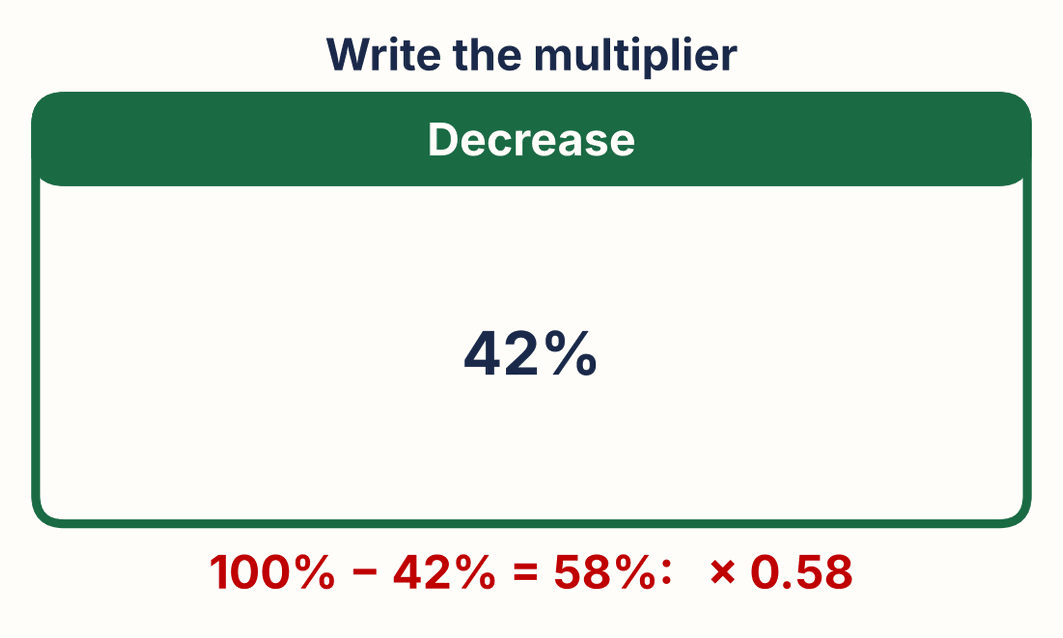 Write the multiplier
Decrease
42%
100% − 42% = 58%: × 0.58